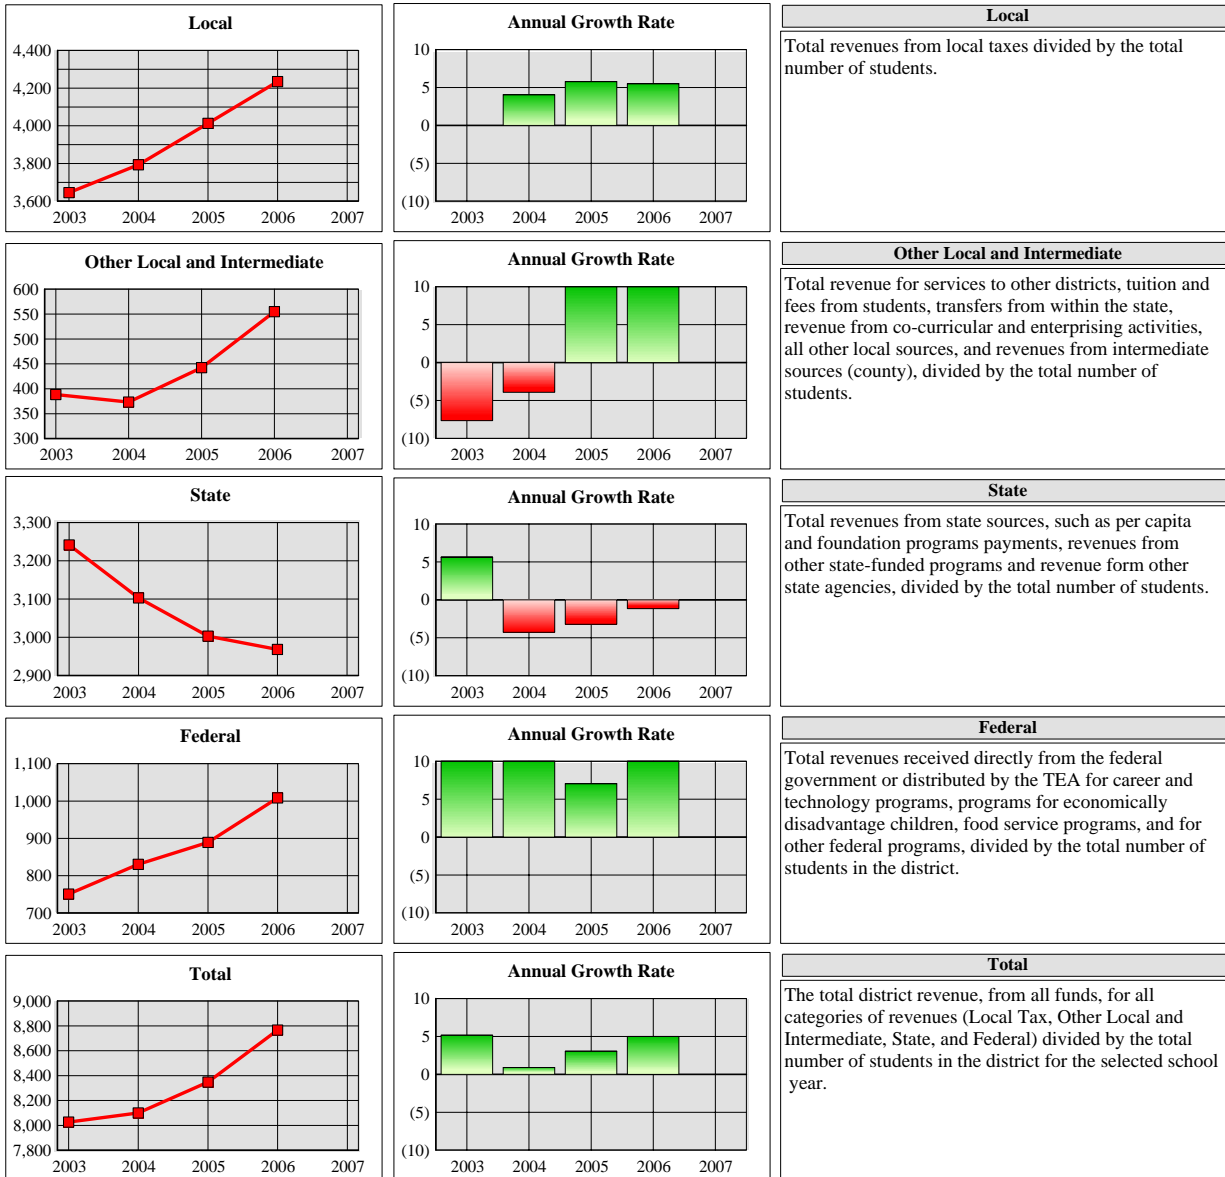 Local
4,400
4,200
4,000
3,800
3,600
2003 2004 2005 2006 2007
Annual Growth Rate
10
5
0
(5)
(10)
2003 2004 2005 2006 2007
Local
Total revenues from local taxes divided by the total
number of students.
Other Local and Intermediate
600
550
500
450
400
350
300
2003 2004 2005 2006 2007
Annual Growth Rate
10
5
0
(5)
(10)
2003 2004 2005 2006 2007
Other Local and Intermediate
Total revenue for services to other districts, tuition and
fees from students, transfers from within the state,
revenue from co-curricular and enterprising activities,
all other local sources, and revenues from intermediate
sources (county), divided by the total number of
students.
State
3,300
3,200
3,100
3,000
2,900
2003 2004 2005 2006 2007
Annual Growth Rate
10
5
0
(5)
(10)
2003 2004 2005 2006 2007
State
Total revenues from state sources, such as per capita
and foundation programs payments, revenues from
other state-funded programs and revenue form other
state agencies, divided by the total number of students.
Federal
1,100
1,000
900
800
700
2003 2004 2005 2006 2007
Annual Growth Rate
10
5
0
(5)
(10)
2003 2004 2005 2006 2007
Federal
Total revenues received directly from the federal
government or distributed by the TEA for career and
technology programs, programs for economically
disadvantage children, food service programs, and for
other federal programs, divided by the total number of
students in the district.
Total
9,000
8,800
8,600
8,400
8,200
8,000
7,800
2003 2004 2005 2006 2007
Annual Growth Rate
10
5
0
(5)
(10)
2003 2004 2005 2006 2007
Total
The total district revenue, from all funds, for all
categories of revenues (Local Tax, Other Local and
Intermediate, State, and Federal) divided by the total
number of students in the district for the selected school
year.